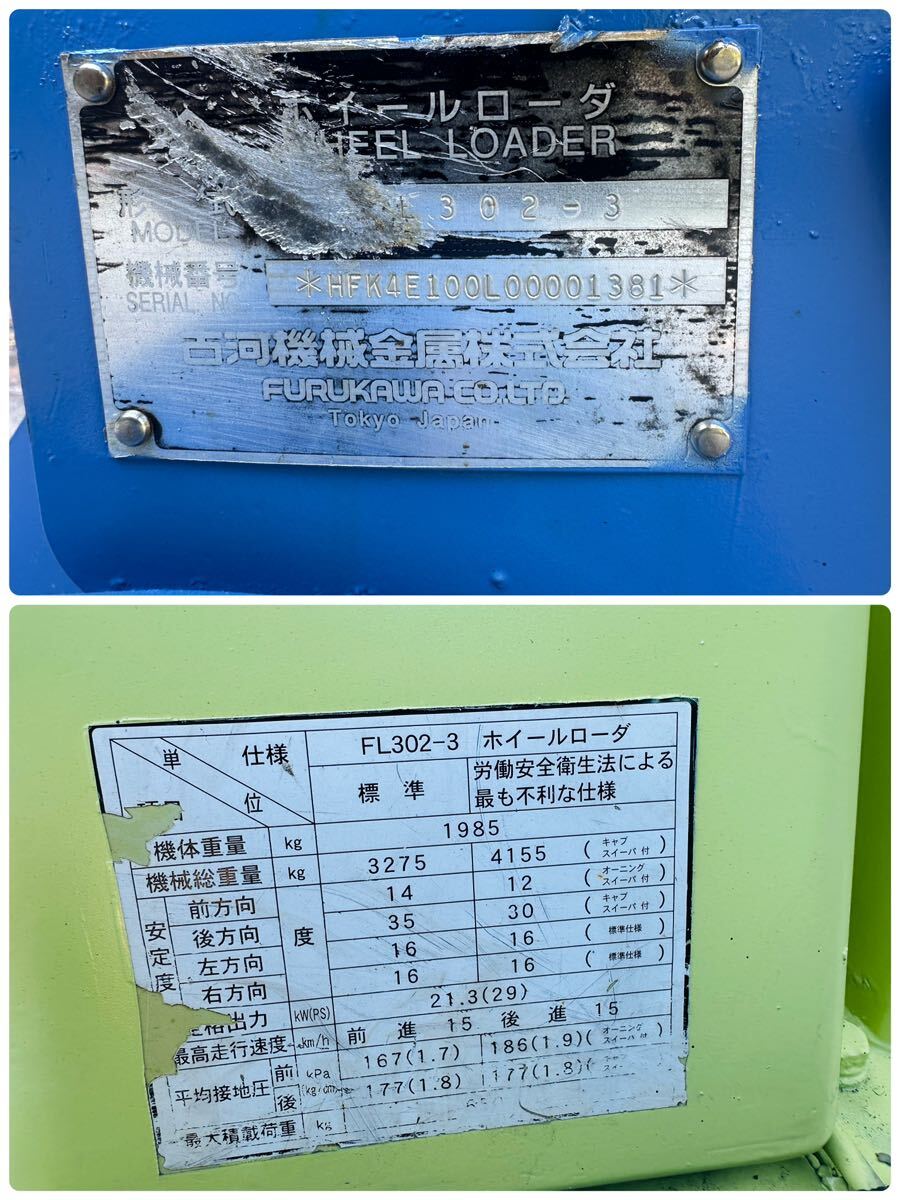 ホイールローダ
WHEEL LOADER
形 式 302-3
MODEL
機械番号 *HFK4E100L00001381*
SERIAL NO.
古河機械金属株式会社
FURUKAWA CO.,LTD.
Tokyo Japan
単位 仕様 FL302-3 ホイールローダ
標準 労働安全衛生法による
最も不利な仕様
機体重量 kg 1985
機械総重量 kg 3275 4155 (キャブ スイーパ付)
安定度 前方向 度 14 12 (オーニング スイーパ付)
後方向 35 30 (キャブ スイーパ付)
左方向 16 16 (標準仕様)
右方向 16 16 (標準仕様)
定格出力 kW(PS) 21.3(29)
最高走行速度 km/h 前進 15 後進 15
平均接地圧 前 kPa 167(1.7) 186(1.9) (オーニング スイーパ付)
後 177(1.8) 177(1.8)
最大積載荷重 kg